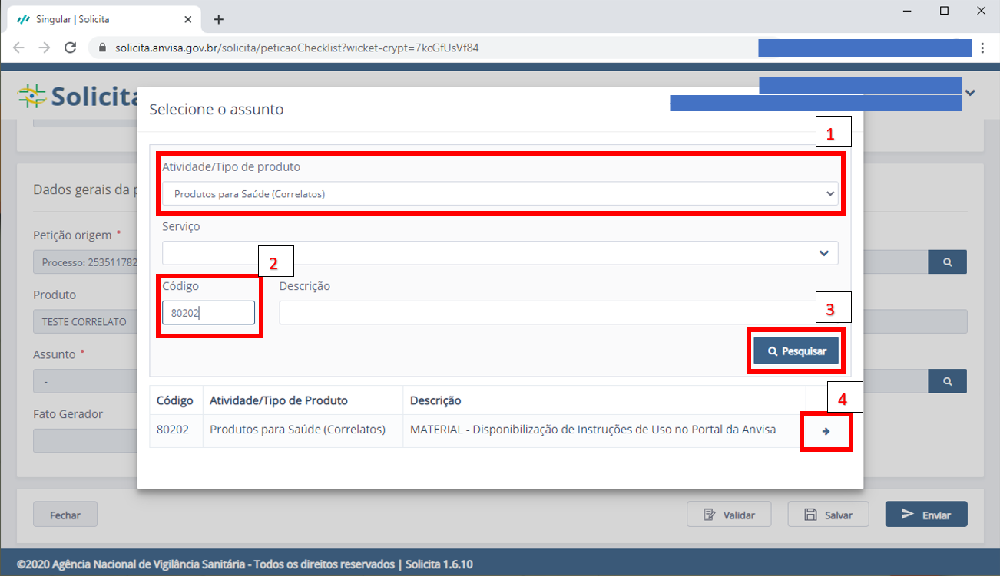 Singular | Solicita
solicita.anvisa.gov.br/solicita/peticaoChecklist?wicket-crypt=7kcGfUsVf84
Solicita
Selecione o assunto
1
Atividade/Tipo de produto
Produtos para Saúde (Correlatos)
Dados gerais da p
Serviço
Petição origem *
Processo: 253511782
2
Código
Descrição
80202
3
Produto
TESTE CORRELATO
Pesquisar
Assunto *
-
4
Código Atividade/Tipo de Produto Descrição
80202 Produtos para Saúde (Correlatos) MATERIAL - Disponibilização de Instruções de Uso no Portal da Anvisa
Fato Gerador
Fechar
Validar
Salvar
Enviar
©2020 Agência Nacional de Vigilância Sanitária - Todos os direitos reservados | Solicita 1.6.10